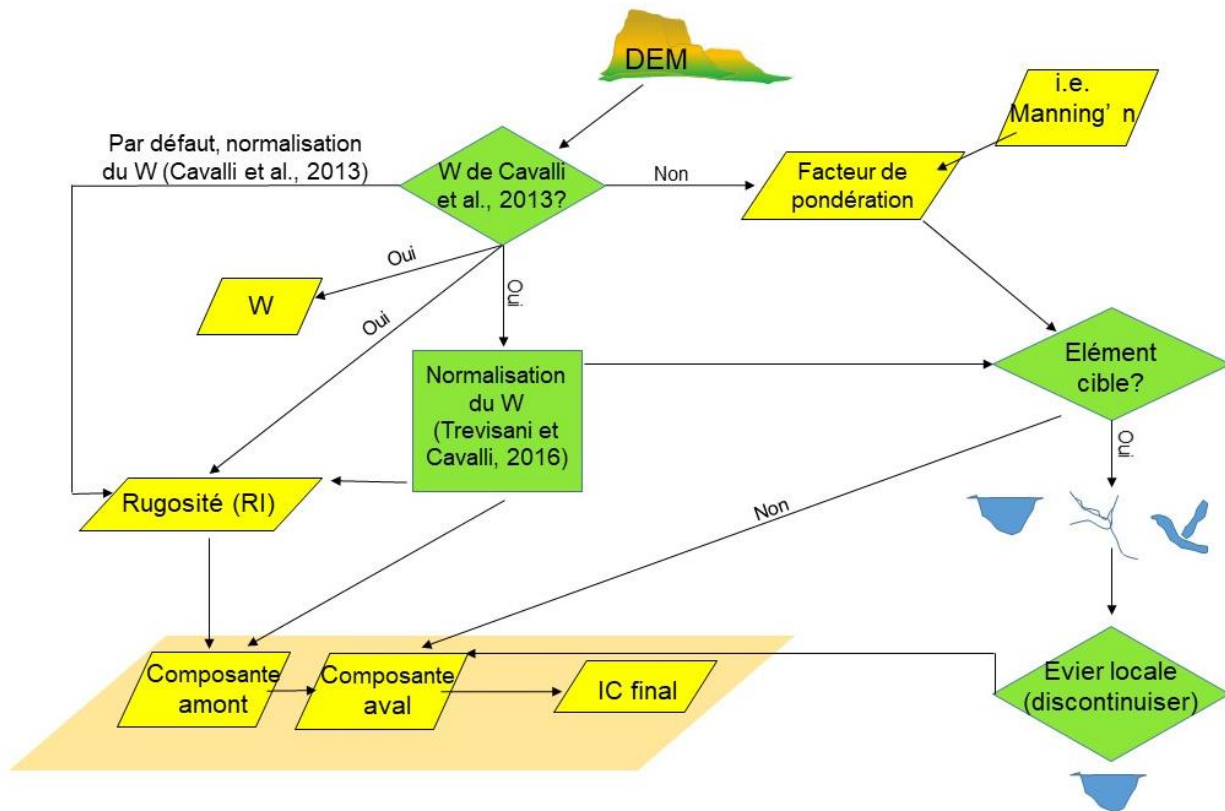 DEM
i.e.
Manning' n
Par défaut, normalisation
du W (Cavalli et al., 2013)
W de Cavalli
et al., 2013?
Non
Facteur de
pondération
Oui
W
Oui
Oui
Normalisation
du W
(Trevisani et
Cavalli, 2016)
Elément
cible?
Oui
Rugosité (RI)
Non
Composante
amont
Composante
aval
IC final
Evier locale
(discontinuiser)